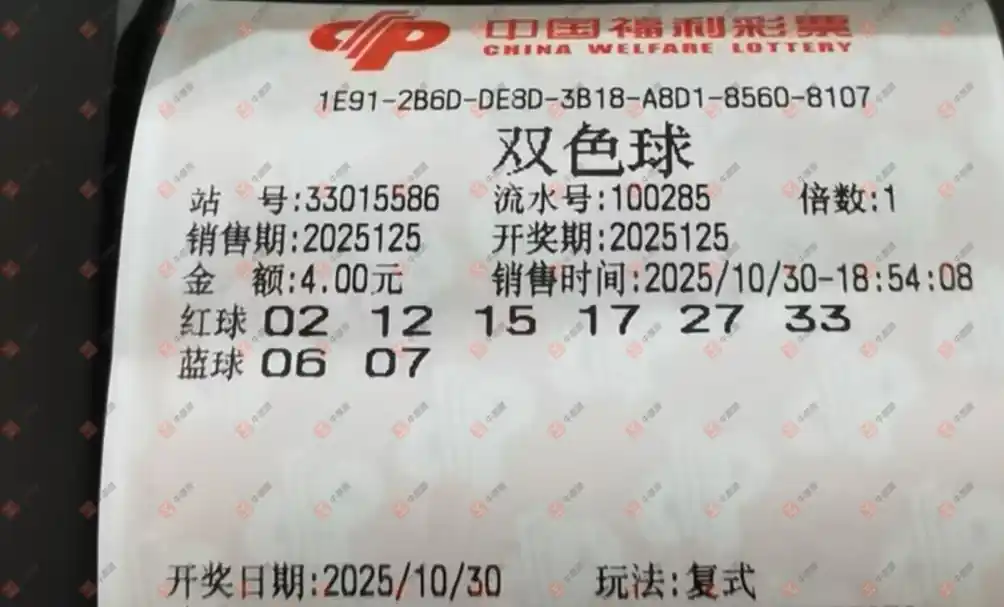 中国福利彩票
CHINA WELFARE LOTTERY
1E91-2B6D-DE8D-3B18-A8D1-8560-8107
双色球
站 号:33015586 流水号:100285 倍数:1
销售期:2025125 开奖期:2025125
金 额:4.00元 销售时间:2025/10/30-18:54:08
红球 02 12 15 17 27 33
蓝球 06 07
开奖日期:2025/10/30 玩法:复式